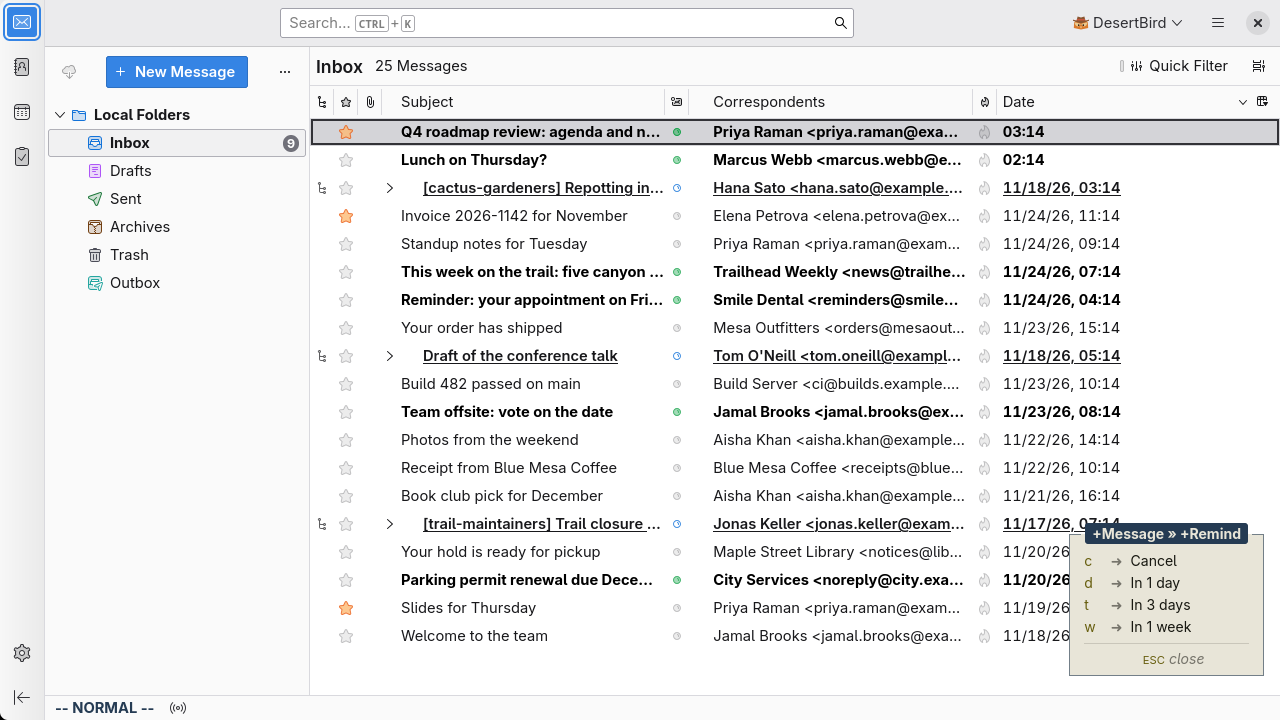 Search... CTRL + K
DesertBird
New Message
Local Folders
Inbox 9
Drafts
Sent
Archives
Trash
Outbox
Inbox 25 Messages
Quick Filter
Subject Correspondents Date
Q4 roadmap review: agenda and n... Priya Raman <priya.raman@exa... 03:14
Lunch on Thursday? Marcus Webb <marcus.webb@e... 02:14
[cactus-gardeners] Repotting in... Hana Sato <hana.sato@example.... 11/18/26, 03:14
Invoice 2026-1142 for November Elena Petrova <elena.petrova@ex... 11/24/26, 11:14
Standup notes for Tuesday Priya Raman <priya.raman@exam... 11/24/26, 09:14
This week on the trail: five canyon ... Trailhead Weekly <news@trailhe... 11/24/26, 07:14
Reminder: your appointment on Fri... Smile Dental <reminders@smile... 11/24/26, 04:14
Your order has shipped Mesa Outfitters <orders@mesaout... 11/23/26, 15:14
Draft of the conference talk Tom O'Neill <tom.oneill@exampl... 11/18/26, 05:14
Build 482 passed on main Build Server <ci@builds.example.... 11/23/26, 10:14
Team offsite: vote on the date Jamal Brooks <jamal.brooks@ex... 11/23/26, 08:14
Photos from the weekend Aisha Khan <aisha.khan@example... 11/22/26, 14:14
Receipt from Blue Mesa Coffee Blue Mesa Coffee <receipts@blue... 11/22/26, 10:14
Book club pick for December Aisha Khan <aisha.khan@example... 11/21/26, 16:14
[trail-maintainers] Trail closure ... Jonas Keller <jonas.keller@exam... 11/17/26, 07:14
Your hold is ready for pickup Maple Street Library <notices@lib... 11/20/26
Parking permit renewal due Dece... City Services <noreply@city.exa... 11/20/26
Slides for Thursday Priya Raman <priya.raman@exam... 11/19/26
Welcome to the team Jamal Brooks <jamal.brooks@exa... 11/18/26
+Message » +Remind
c → Cancel
d → In 1 day
t → In 3 days
w → In 1 week
ESC close
-- NORMAL --